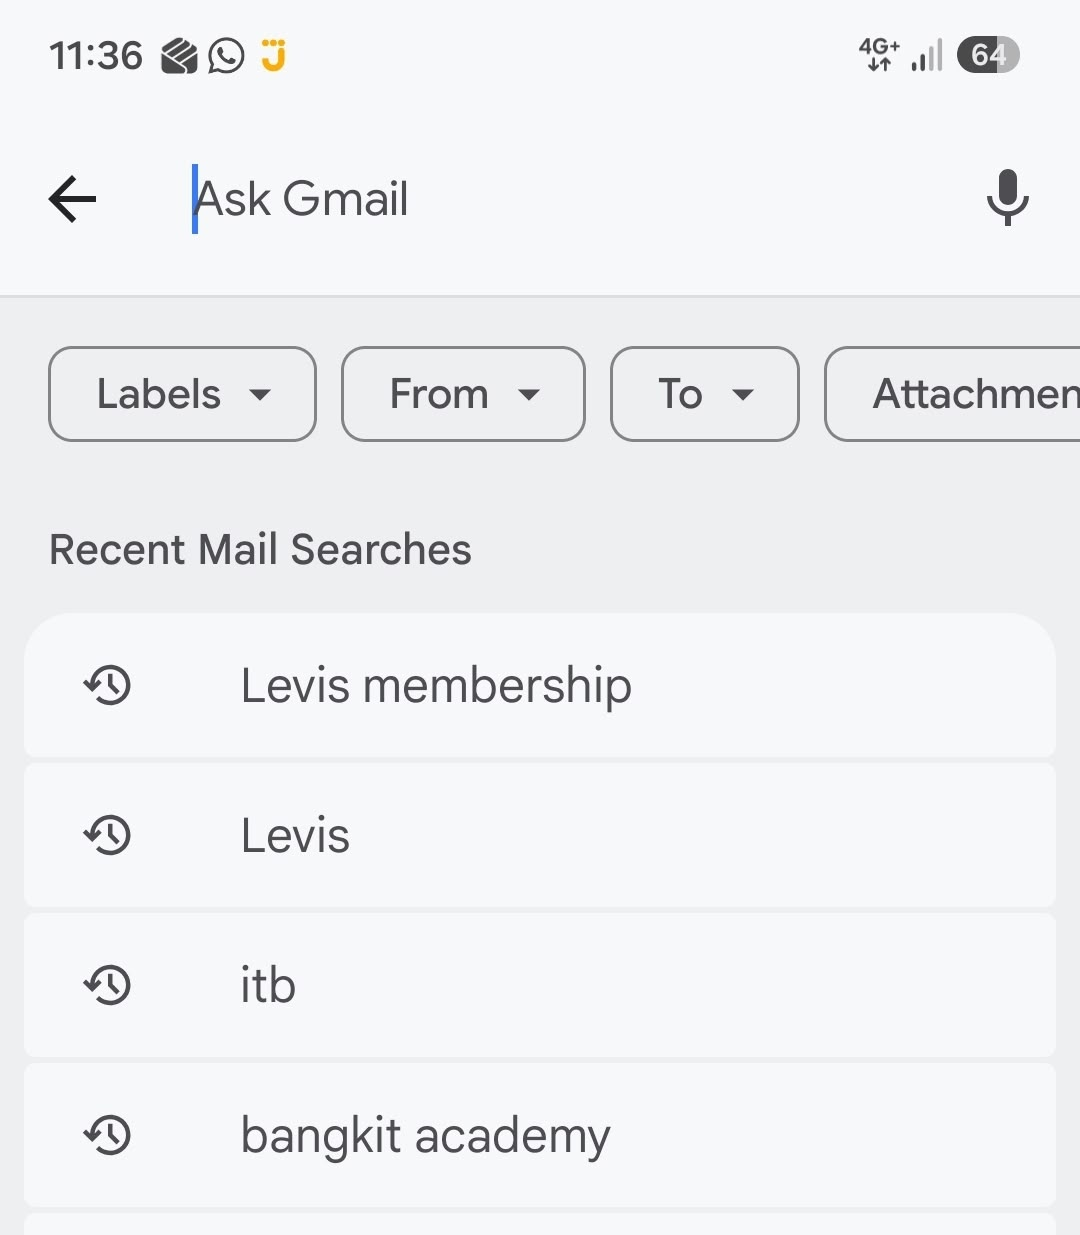 11:36 4G+ 64
Ask Gmail
Labels From To Attachmen
Recent Mail Searches
Levis membership
Levis
itb
bangkit academy